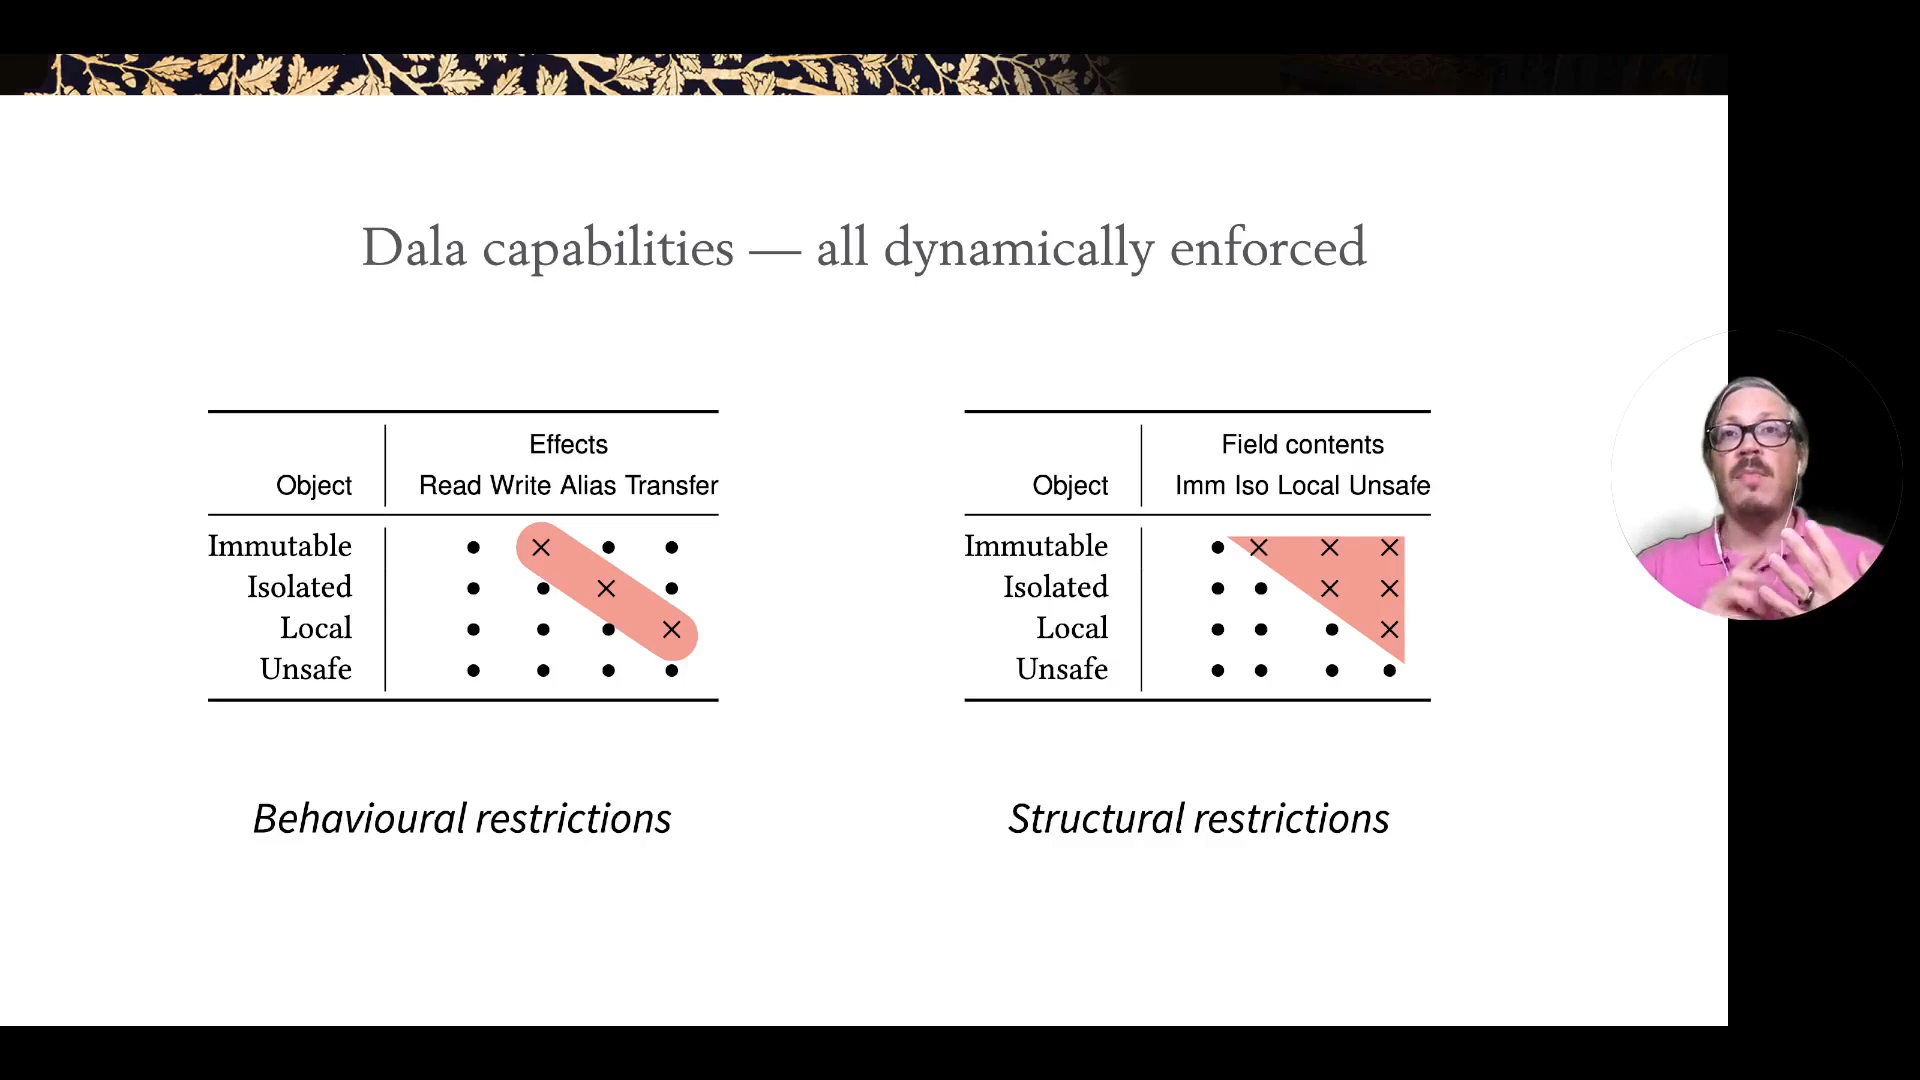 Dala capabilities — all dynamically enforced
Effects
Object Read Write Alias Transfer
Immutable ● × ● ●
Isolated ● ● × ●
Local ● ● ● ×
Unsafe ● ● ● ●
Behavioural restrictions
Field contents
Object Imm Iso Local Unsafe
Immutable ● × × ×
Isolated ● ● × ×
Local ● ● ● ×
Unsafe ● ● ● ●
Structural restrictions